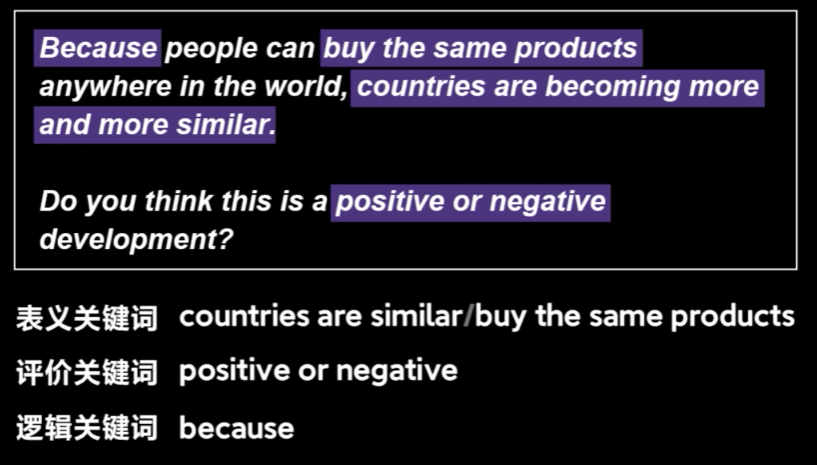 Because people can buy the same products
anywhere in the world, countries are becoming more
and more similar.
Do you think this is a positive or negative
development?
表义关键词 countries are similar/buy the same products
评价关键词 positive or negative
逻辑关键词 because